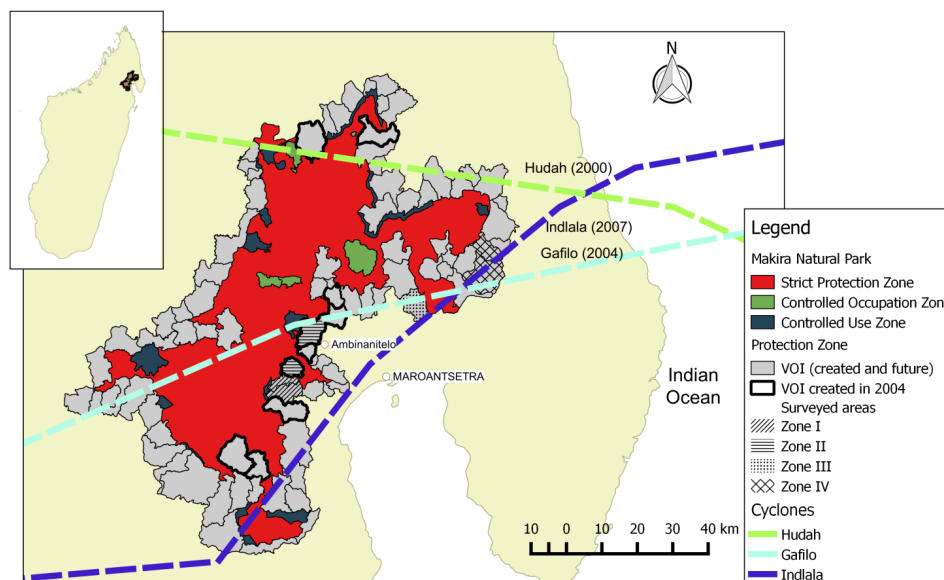 N
Hudah (2000)
Indlala (2007)
Gafilo (2004)
Ambinanitelo
MAROANTSETRA
Indian
Ocean
10 0 10 20 30 40 km
Legend
Makira Natural Park
Strict Protection Zone
Controlled Occupation Zon
Controlled Use Zone
Protection Zone
VOI (created and future)
VOI created in 2004
Surveyed areas
Zone I
Zone II
Zone III
Zone IV
Cyclones
Hudah
Gafilo
Indlala